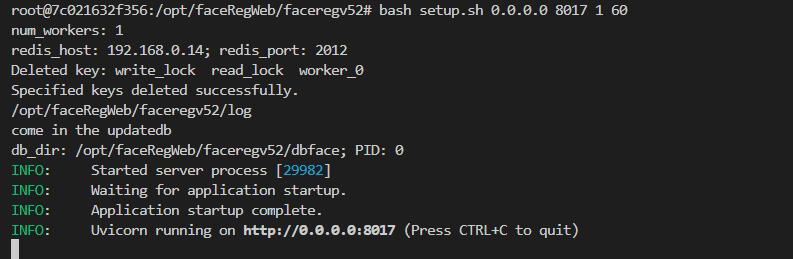 root@7c021632f356:/opt/faceRegWeb/faceregv52# bash setup.sh 0.0.0.0 8017 1 60
num_workers: 1
redis_host: 192.168.0.14; redis_port: 2012
Deleted key: write_lock  read_lock  worker_0
Specified keys deleted successfully.
/opt/faceRegWeb/faceregv52/log
come in the updatedb
db_dir: /opt/faceRegWeb/faceregv52/dbface; PID: 0
INFO:     Started server process [29982]
INFO:     Waiting for application startup.
INFO:     Application startup complete.
INFO:     Uvicorn running on http://0.0.0.0:8017 (Press CTRL+C to quit)